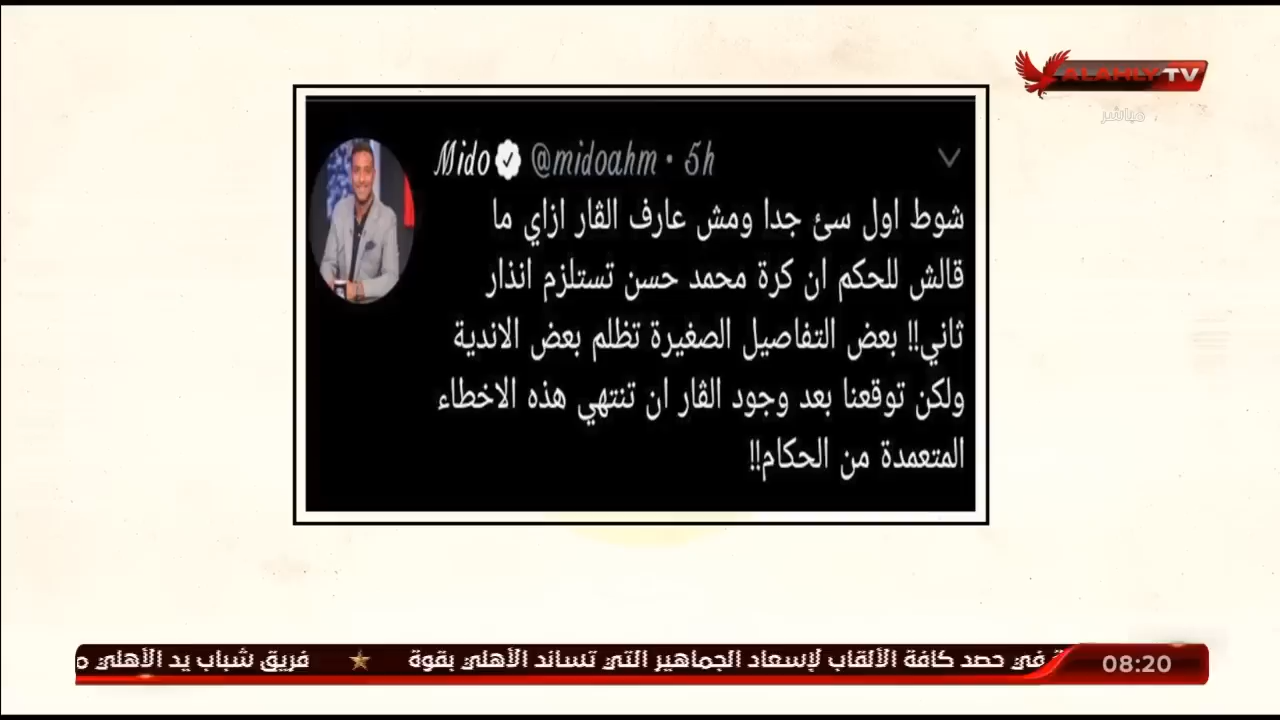 ALAHLY TV
مباشر
Mido @midoahm · 5h
شوط اول سئ جدا ومش عارف الڤار ازاي ما
قالش للحكم ان كرة محمد حسن تستلزم انذار
ثاني!! بعض التفاصيل الصغيرة تظلم بعض الاندية
ولكن توقعنا بعد وجود الڤار ان تنتهي هذه الاخطاء
المتعمدة من الحكام!!
08:20
في حصد كافة الألقاب لإسعاد الجماهير التي تساند الأهلي بقوة ★ فريق شباب يد الأهلي